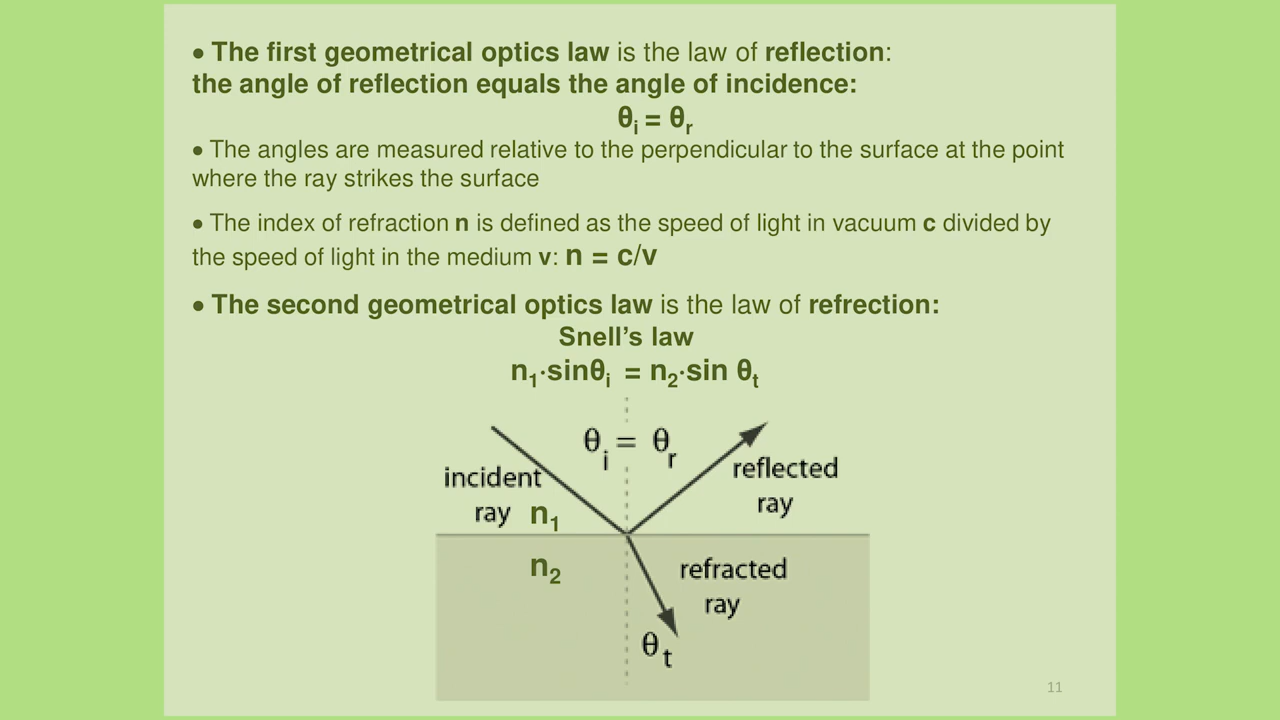 • The first geometrical optics law is the law of reflection:
the angle of reflection equals the angle of incidence:
θi = θr
• The angles are measured relative to the perpendicular to the surface at the point
where the ray strikes the surface
• The index of refraction n is defined as the speed of light in vacuum c divided by
the speed of light in the medium v: n = c/v
• The second geometrical optics law is the law of refrection:
Snell's law
n1·sinθi = n2·sin θt
θi = θr
incident
ray
reflected
ray
n1
n2
refracted
ray
θt
11